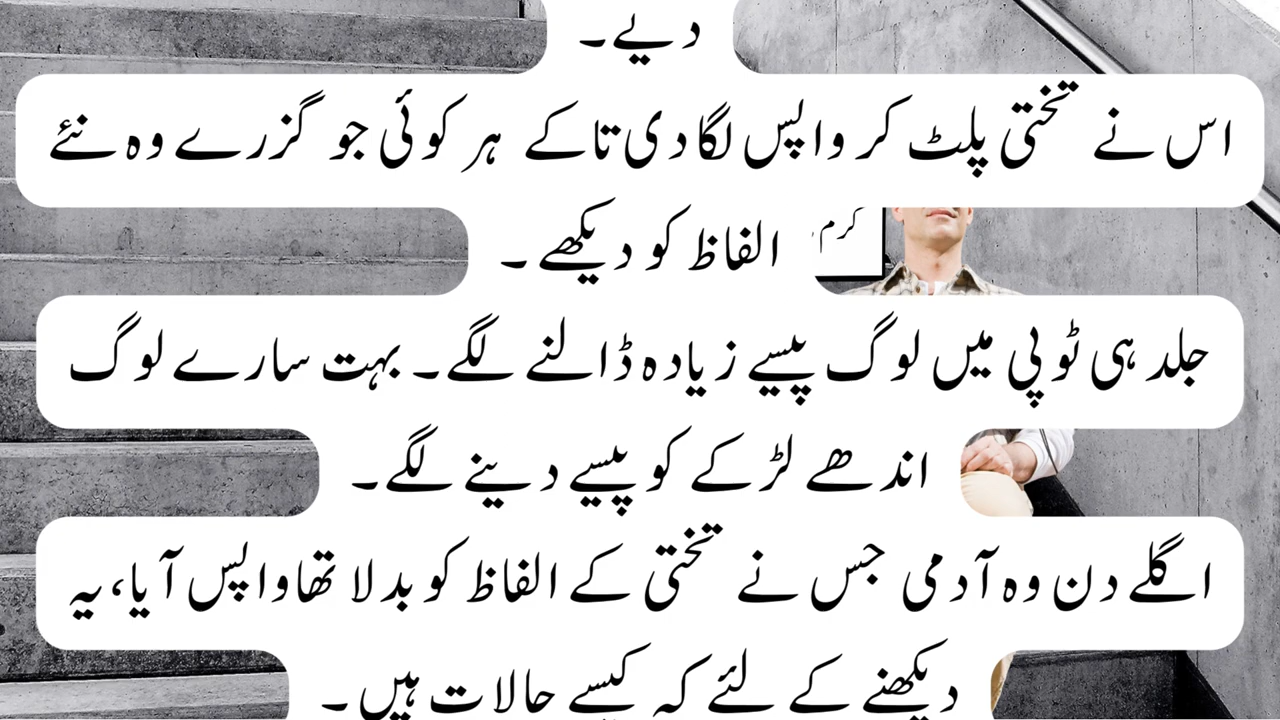 دیے۔
اس نے تختی پلٹ کر واپس لگا دی تاکے ہر کوئی جو گزرے وہ نئے
الفاظ کو دیکھے۔
کرم
جلد ہی ٹوپی میں لوگ پیسے زیادہ ڈالنے لگے۔ بہت سارے لوگ
اندھے لڑکے کو پیسے دینے لگے۔
اگلے دن وہ آدمی جس نے تختی کے الفاظ کو بدلا تھا واپس آیا، یہ
دیکھنے کے لئے کہ کیسے حالات ہیں۔